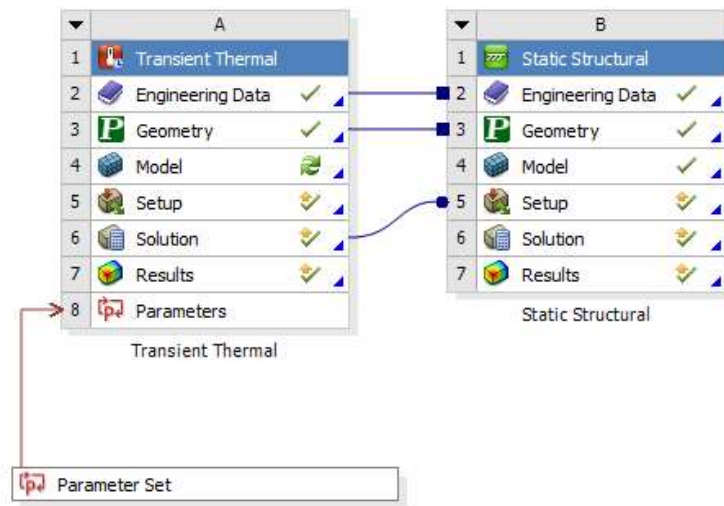 A
1 Transient Thermal
2 Engineering Data
3 P Geometry
4 Model
5 Setup
6 Solution
7 Results
8 Parameters
Transient Thermal
B
1 Static Structural
2 Engineering Data
3 P Geometry
4 Model
5 Setup
6 Solution
7 Results
Static Structural
Parameter Set